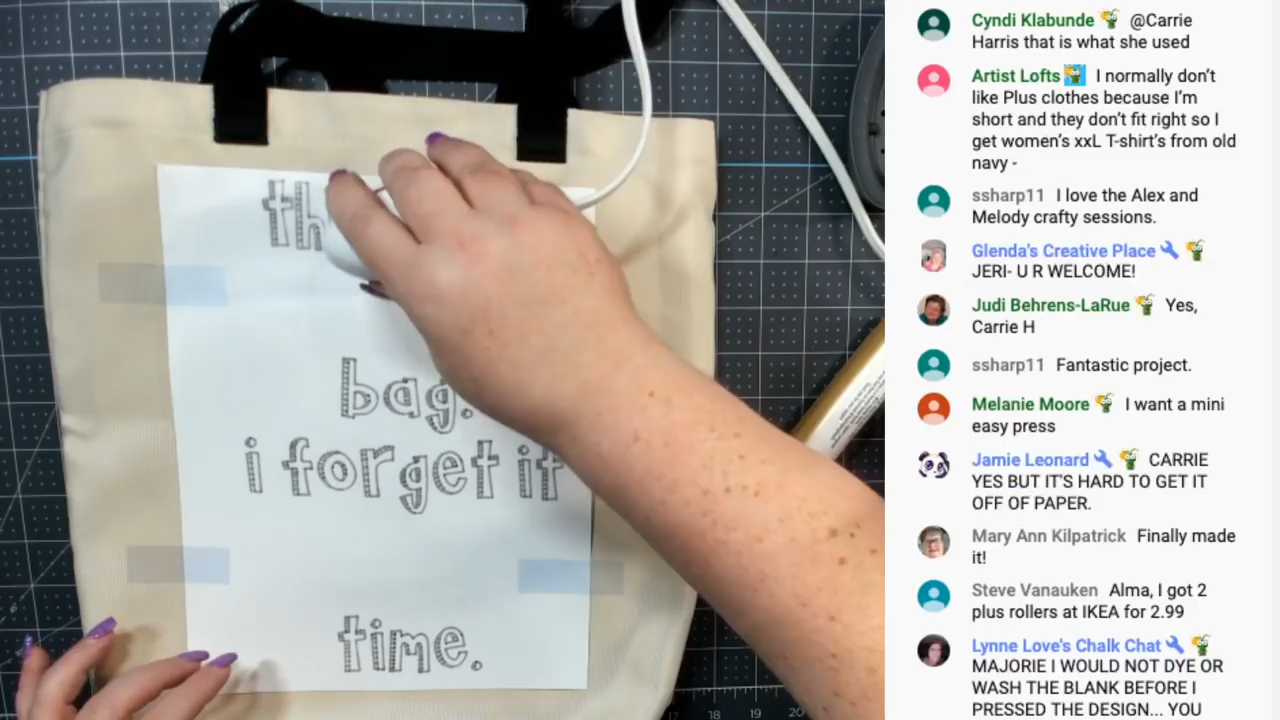 th
bag.
i forget it
time.
17 18 19 20
Cyndi Klabunde @Carrie
Harris that is what she used
Artist Lofts I normally don't
like Plus clothes because I'm
short and they don't fit right so I
get women's xxL T-shirt's from old
navy -
ssharp11 I love the Alex and
Melody crafty sessions.
Glenda's Creative Place
JERI- U R WELCOME!
Judi Behrens-LaRue Yes,
Carrie H
ssharp11 Fantastic project.
Melanie Moore I want a mini
easy press
Jamie Leonard CARRIE
YES BUT IT'S HARD TO GET IT
OFF OF PAPER.
Mary Ann Kilpatrick Finally made
it!
Steve Vanauken Alma, I got 2
plus rollers at IKEA for 2.99
Lynne Love's Chalk Chat
MAJORIE I WOULD NOT DYE OR
WASH THE BLANK BEFORE I
PRESSED THE DESIGN... YOU